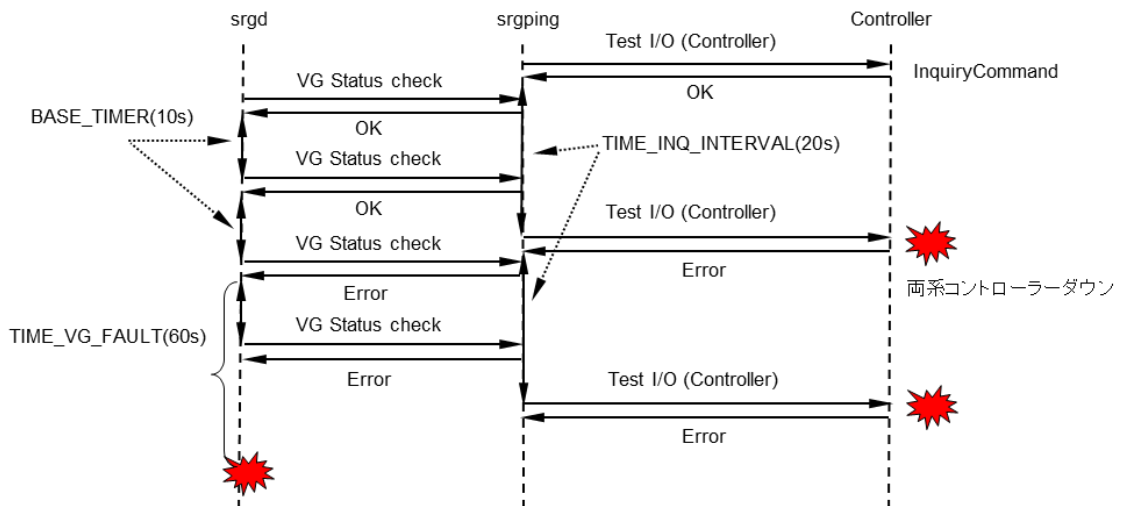 srgd
srgping
Controller
Test I/O (Controller)
InquiryCommand
VG Status check
OK
BASE_TIMER(10s)
OK
TIME_INQ_INTERVAL(20s)
VG Status check
OK
Test I/O (Controller)
VG Status check
Error
両系コントローラーダウン
Error
VG Status check
TIME_VG_FAULT(60s)
Error
Test I/O (Controller)
Error